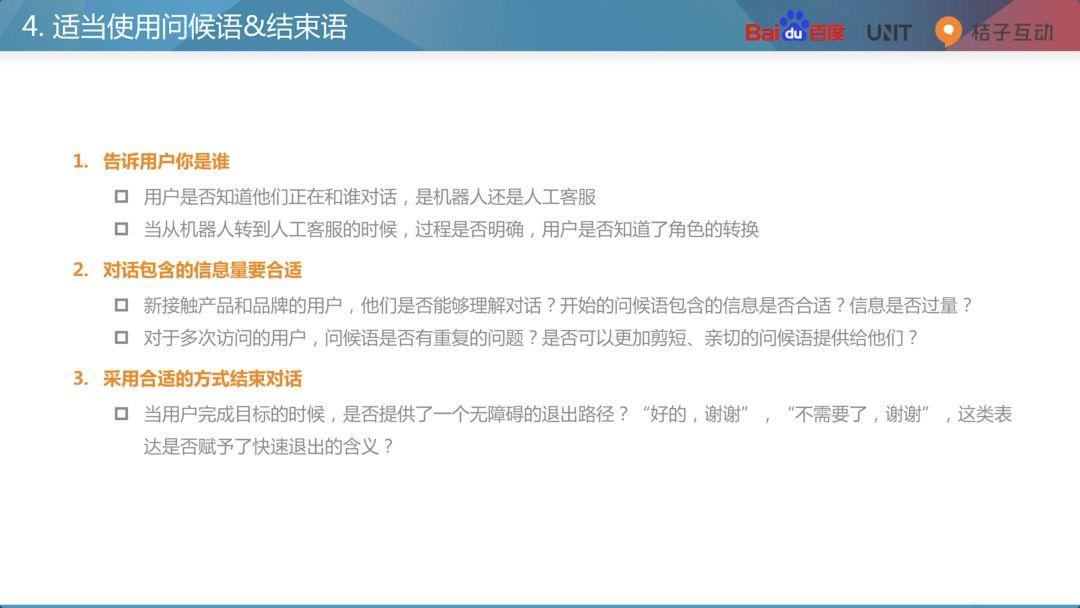 4. 适当使用问候语&结束语
Bai du 百度 UNIT 桔子互动
1. 告诉用户你是谁
用户是否知道他们正在和谁对话，是机器人还是人工客服
当从机器人转到人工客服的时候，过程是否明确，用户是否知道了角色的转换
2. 对话包含的信息量要合适
新接触产品和品牌的用户，他们是否能够理解对话？开始的问候语包含的信息是否合适？信息是否过量？
对于多次访问的用户，问候语是否有重复的问题？是否可以更加剪短、亲切的问候语提供给他们？
3. 采用合适的方式结束对话
当用户完成目标的时候，是否提供了一个无障碍的退出路径？“好的，谢谢”，“不需要了，谢谢”，这类表
达是否赋予了快速退出的含义？